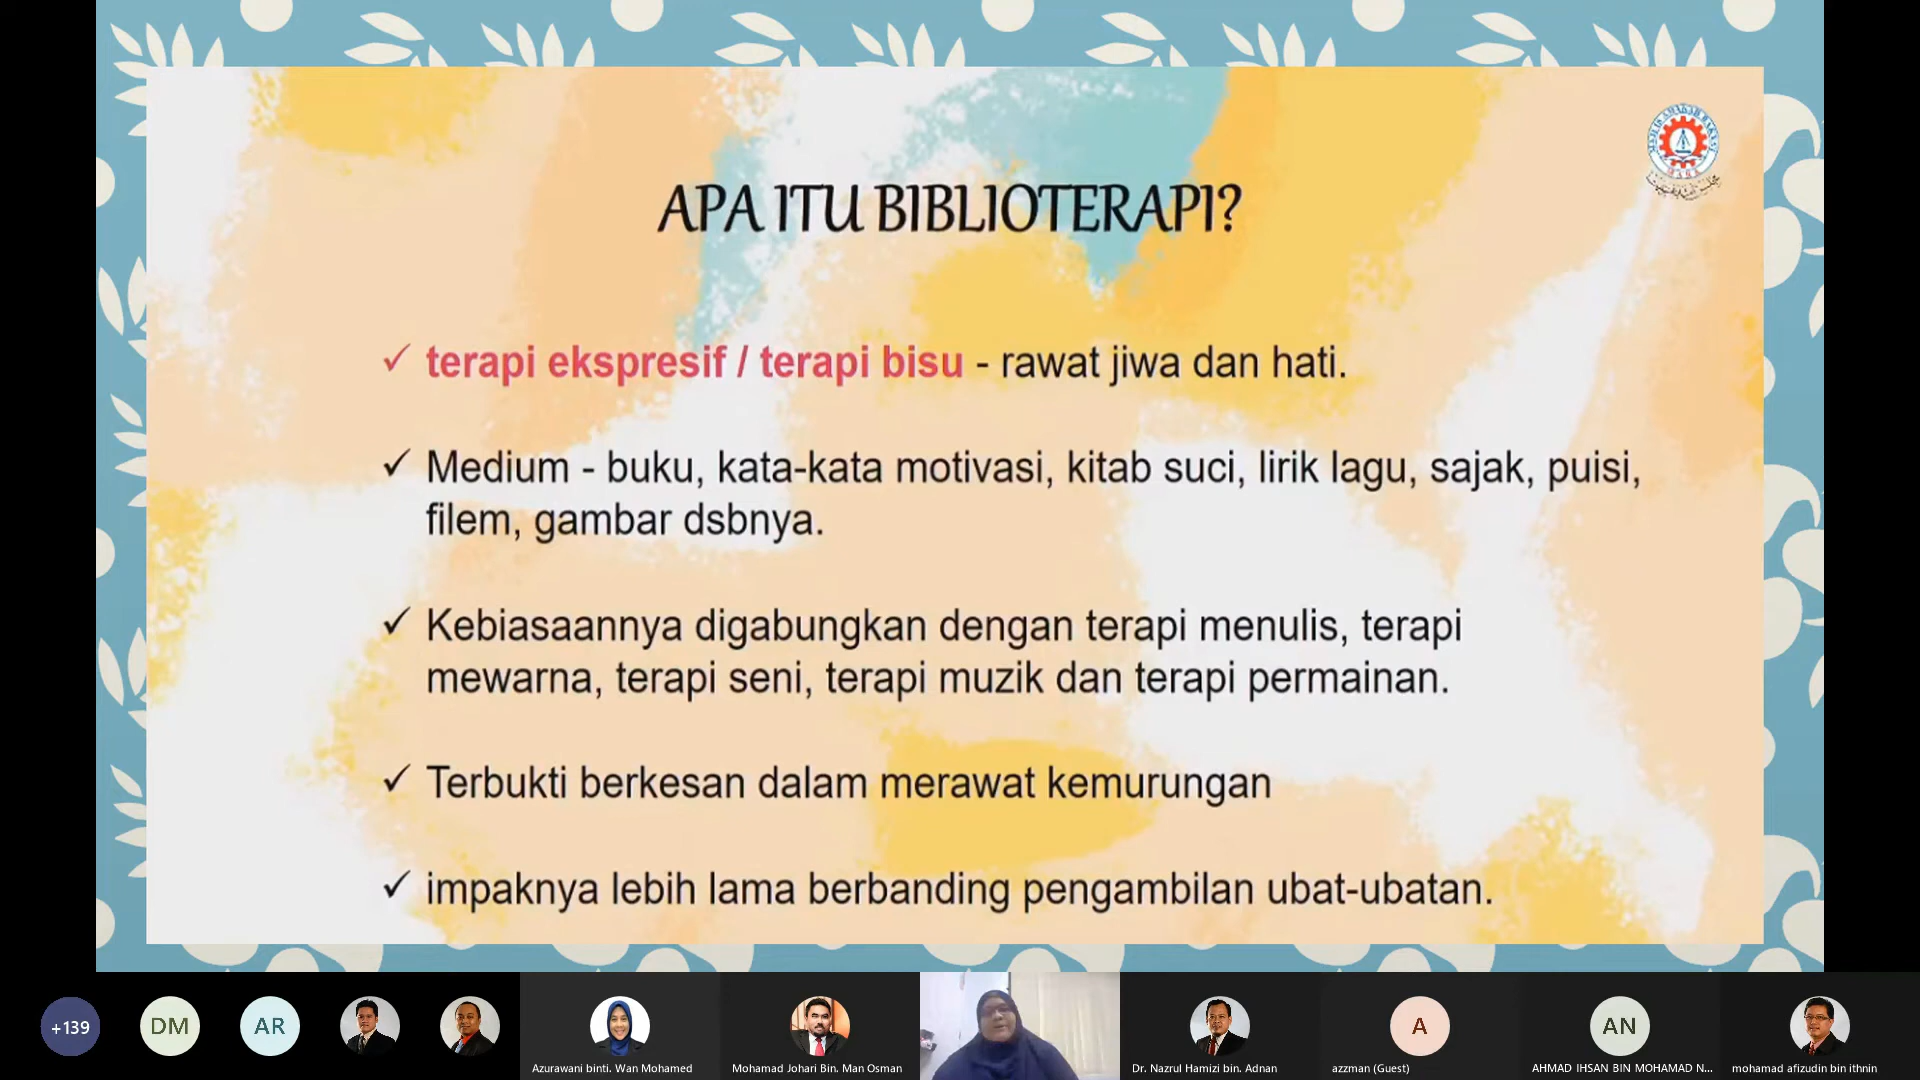 APA ITU BIBLIOTERAPI?
✓ terapi ekspresif / terapi bisu - rawat jiwa dan hati.
✓ Medium - buku, kata-kata motivasi, kitab suci, lirik lagu, sajak, puisi,
filem, gambar dsbnya.
✓ Kebiasaannya digabungkan dengan terapi menulis, terapi
mewarna, terapi seni, terapi muzik dan terapi permainan.
✓ Terbukti berkesan dalam merawat kemurungan
✓ impaknya lebih lama berbanding pengambilan ubat-ubatan.
+139
DM
AR
Azurawani binti. Wan Mohamed
Mohamad Johari Bin. Man Osman
Dr. Nazrul Hamizi bin. Adnan
A
azzman (Guest)
AN
AHMAD IHSAN BIN MOHAMAD N...
mohamad afizudin bin ithnin